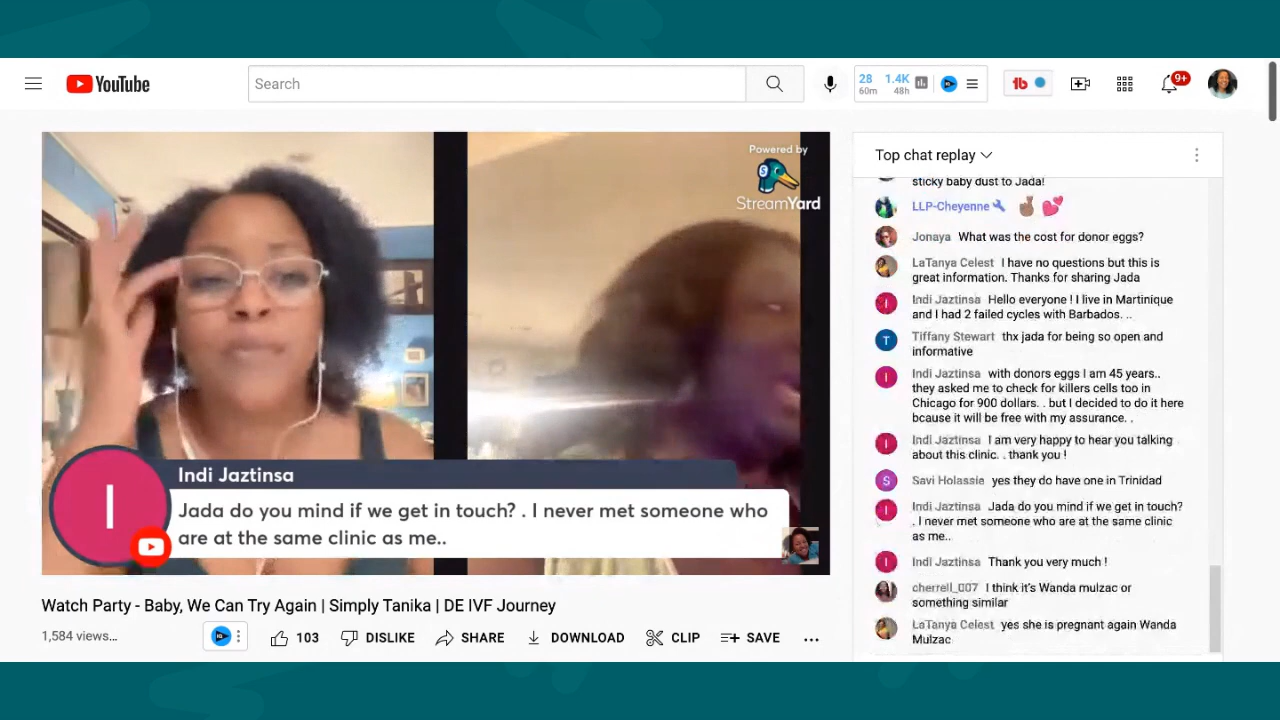 YouTube
Search
28
60m
1.4K
48h
9+
Powered by
StreamYard
Indi Jaztinsa
Jada do you mind if we get in touch? . I never met someone who
are at the same clinic as me..
I
Watch Party - Baby, We Can Try Again | Simply Tanika | DE IVF Journey
1,584 views...
103
DISLIKE
SHARE
DOWNLOAD
CLIP
SAVE
Top chat replay
sticky baby dust to Jada!
LLP-Cheyenne
Jonaya What was the cost for donor eggs?
LaTanya Celest I have no questions but this is
great information. Thanks for sharing Jada
I
Indi Jaztinsa Hello everyone ! I live in Martinique
and I had 2 failed cycles with Barbados. ..
T
Tiffany Stewart thx jada for being so open and
informative
I
Indi Jaztinsa with donors eggs I am 45 years..
they asked me to check for killers cells too in
Chicago for 900 dollars. . but I decided to do it here
bcause it will be free with my assurance. .
I
Indi Jaztinsa I am very happy to hear you talking
about this clinic. . thank you !
S
Savi Holassie yes they do have one in Trinidad
I
Indi Jaztinsa Jada do you mind if we get in touch?
. I never met someone who are at the same clinic
as me..
I
Indi Jaztinsa Thank you very much !
cherrell_007 I think it's Wanda mulzac or
something similar
LaTanya Celest yes she is pregnant again Wanda
Mulzac